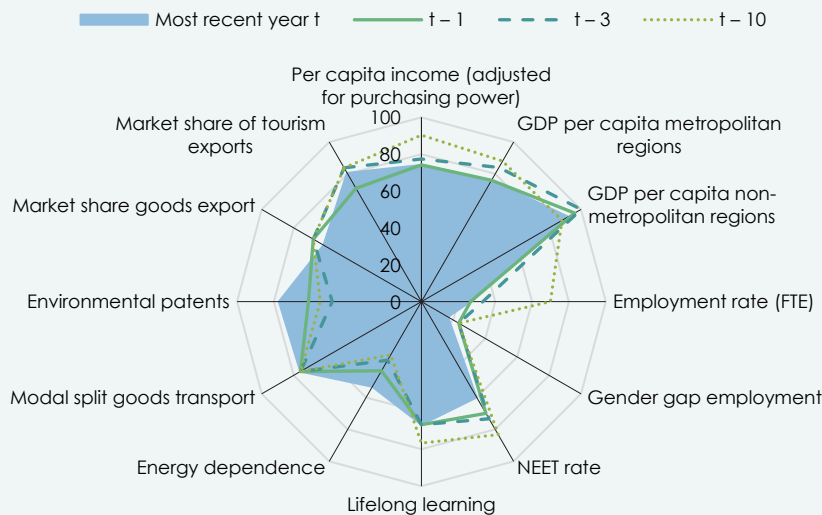 Most recent year t
t – 1
t – 3
t – 10
Per capita income (adjusted
for purchasing power)
GDP per capita metropolitan
regions
GDP per capita non-
metropolitan regions
Employment rate (FTE)
Gender gap employment
NEET rate
Lifelong learning
Energy dependence
Modal split goods transport
Environmental patents
Market share goods export
Market share of tourism
exports
100
80
60
40
20
0